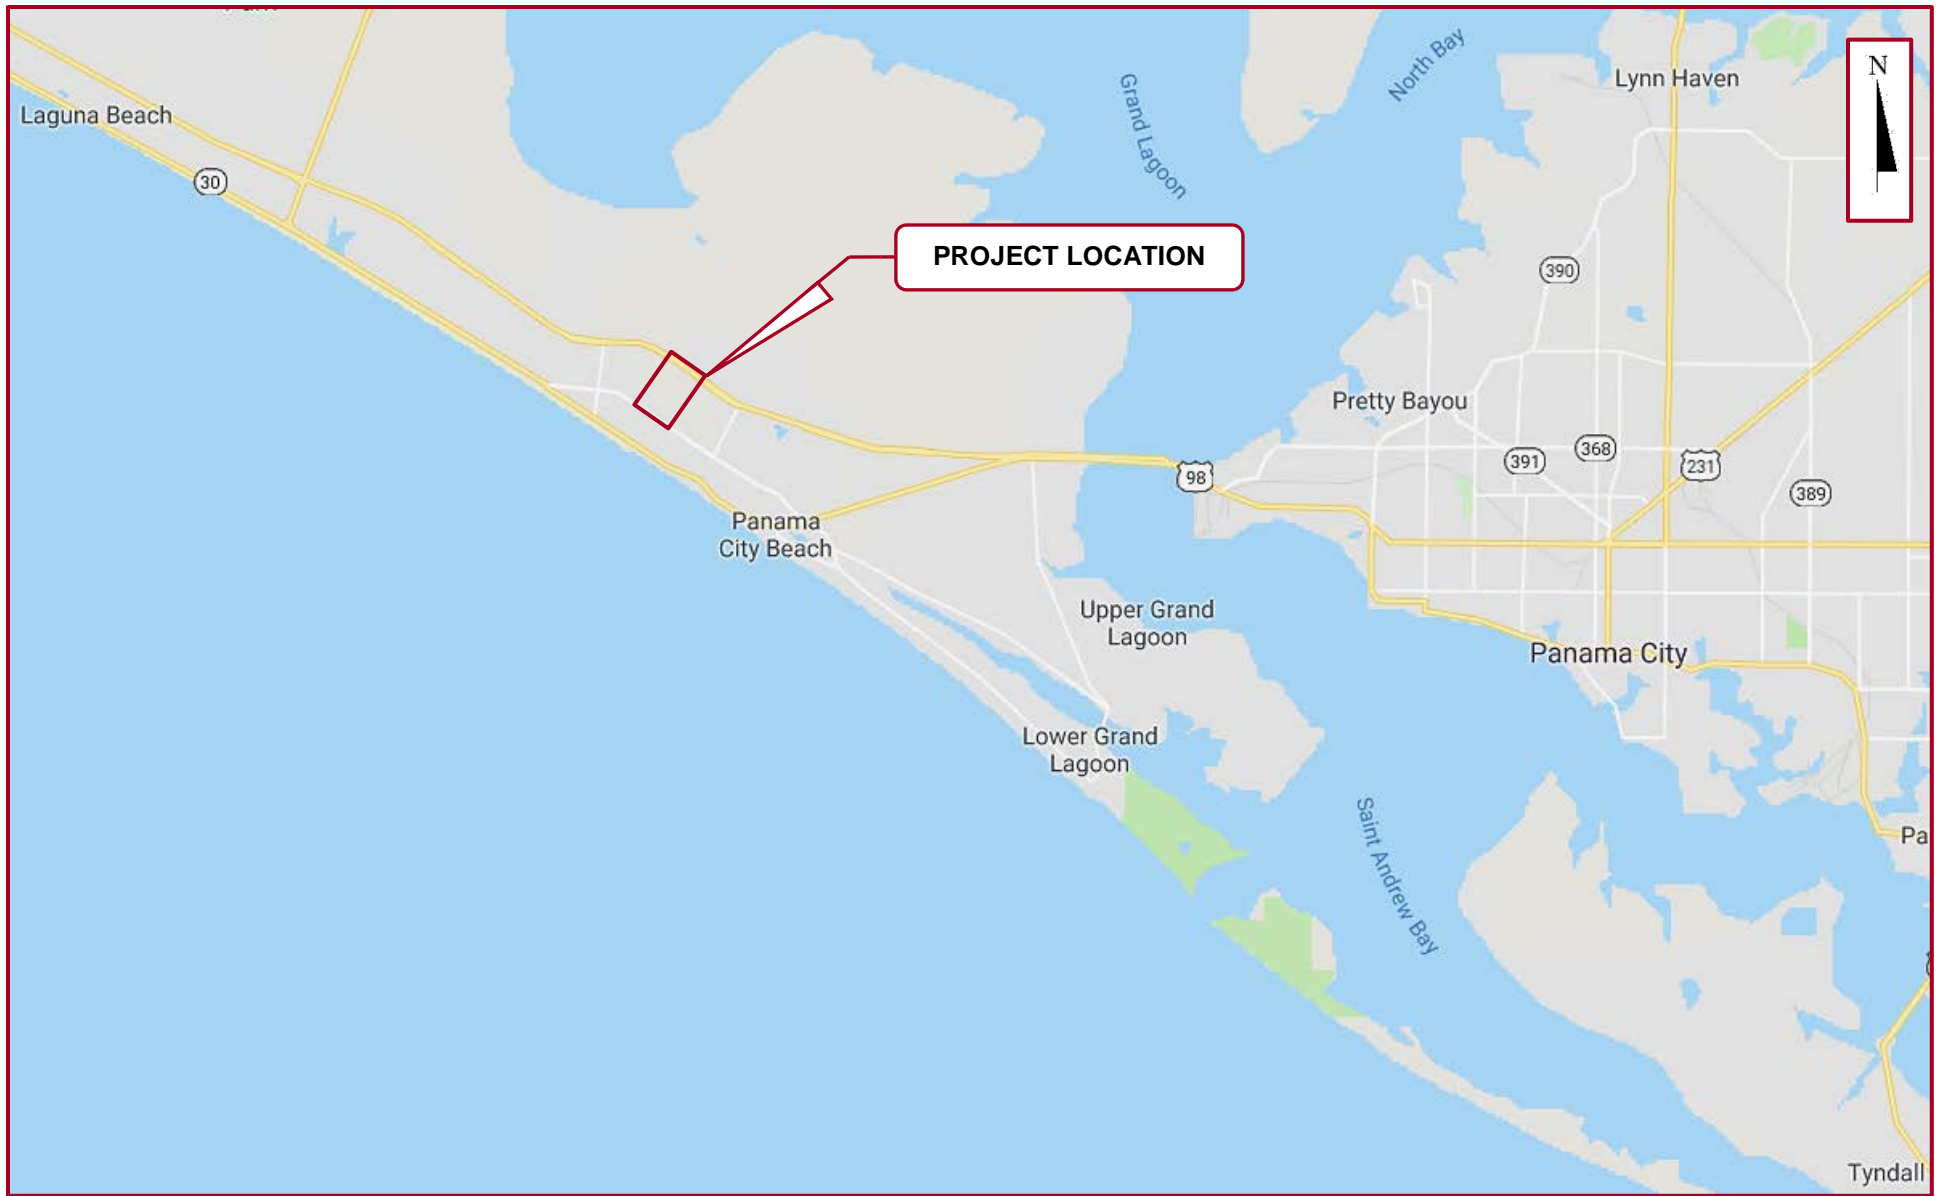 Laguna Beach
30
Grand Lagoon
North Bay
Lynn Haven
N
PROJECT LOCATION
390
Pretty Bayou
98
391
368
231
389
Panama
City Beach
Upper Grand
Lagoon
Panama City
Lower Grand
Lagoon
Saint Andrew Bay
Pa
Tyndall